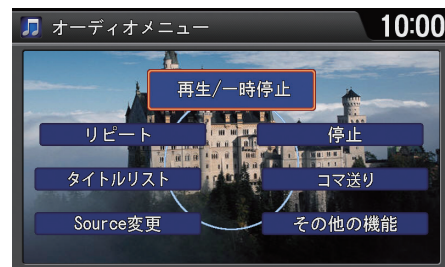 オーディオメニュー 10:00
再生/一時停止
リピート 停止
タイトルリスト コマ送り
Source変更 その他の機能